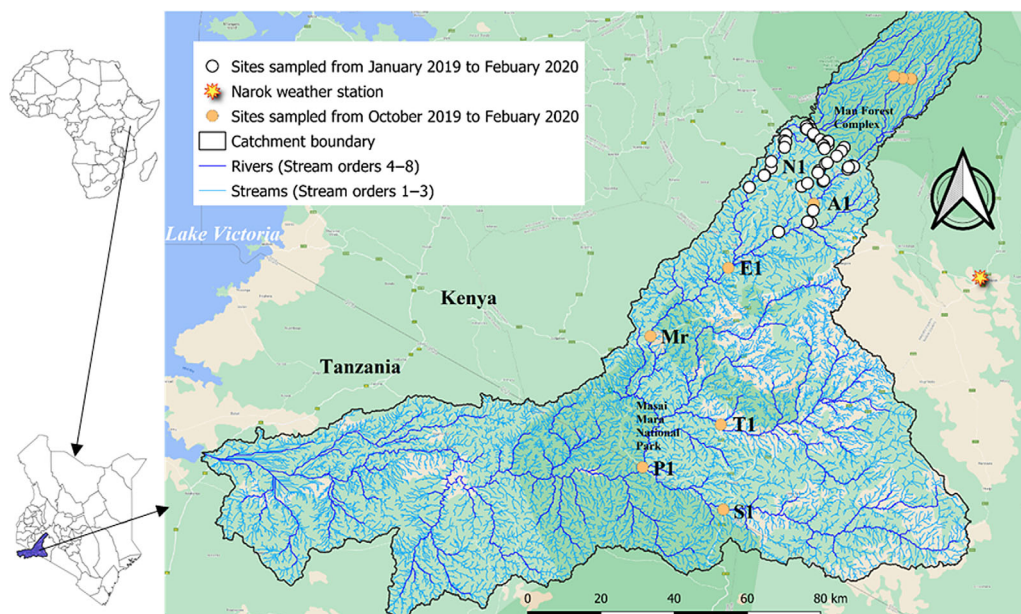 Sites sampled from January 2019 to Febuary 2020
Narok weather station
Sites sampled from October 2019 to Febuary 2020
Catchment boundary
Rivers (Stream orders 4–8)
Streams (Stream orders 1–3)
Mau Forest
Complex
N1
A1
Lake Victoria
E1
Kenya
Mr
Tanzania
Masai
Mara
National
Park
T1
P1
S1
0 20 40 60 80 km